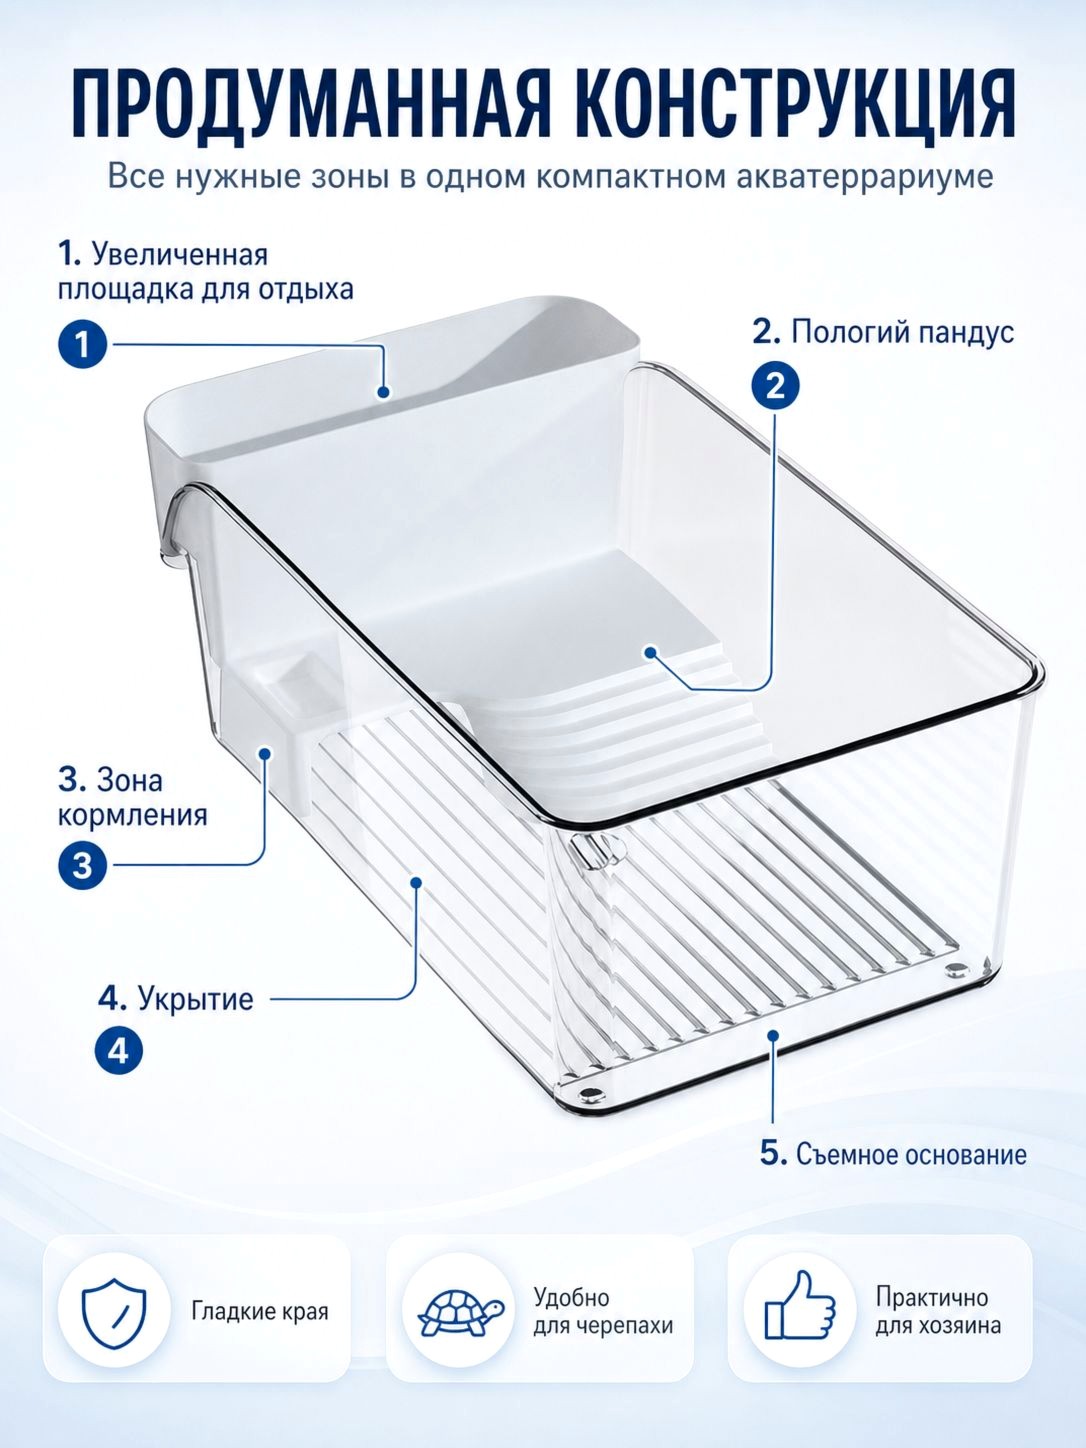 ПРОДУМАННАЯ КОНСТРУКЦИЯ
Все нужные зоны в одном компактном акватеррариуме
1. Увеличенная
площадка для отдыха
1
2. Пологий пандус
2
3. Зона
кормления
3
4. Укрытие
4
5. Съемное основание
Гладкие края
Удобно
для черепахи
Практично
для хозяина